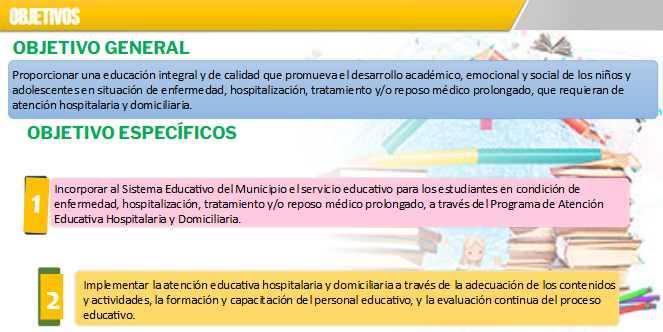 OBJETIVOS
OBJETIVO GENERAL
Proporcionar una educación integral y de calidad que promueva el desarrollo académico, emocional y social de los niños y
adolescentes en situación de enfermedad, hospitalización, tratamiento y/o reposo médico prolongado, que requieran de
atención hospitalaria y domiciliaria.
OBJETIVO ESPECÍFICOS
1
Incorporar al Sistema Educativo del Municipio el servicio educativo para los estudiantes en condición de
enfermedad, hospitalización, tratamiento y/o reposo médico prolongado, a través del Programa de Atención
Educativa Hospitalaria y Domiciliaria.
2
Implementar la atención educativa hospitalaria y domiciliaria a través de la adecuación de los contenidos
y actividades, la formación y capacitación del personal educativo, y la evaluación continua del proceso
educativo.